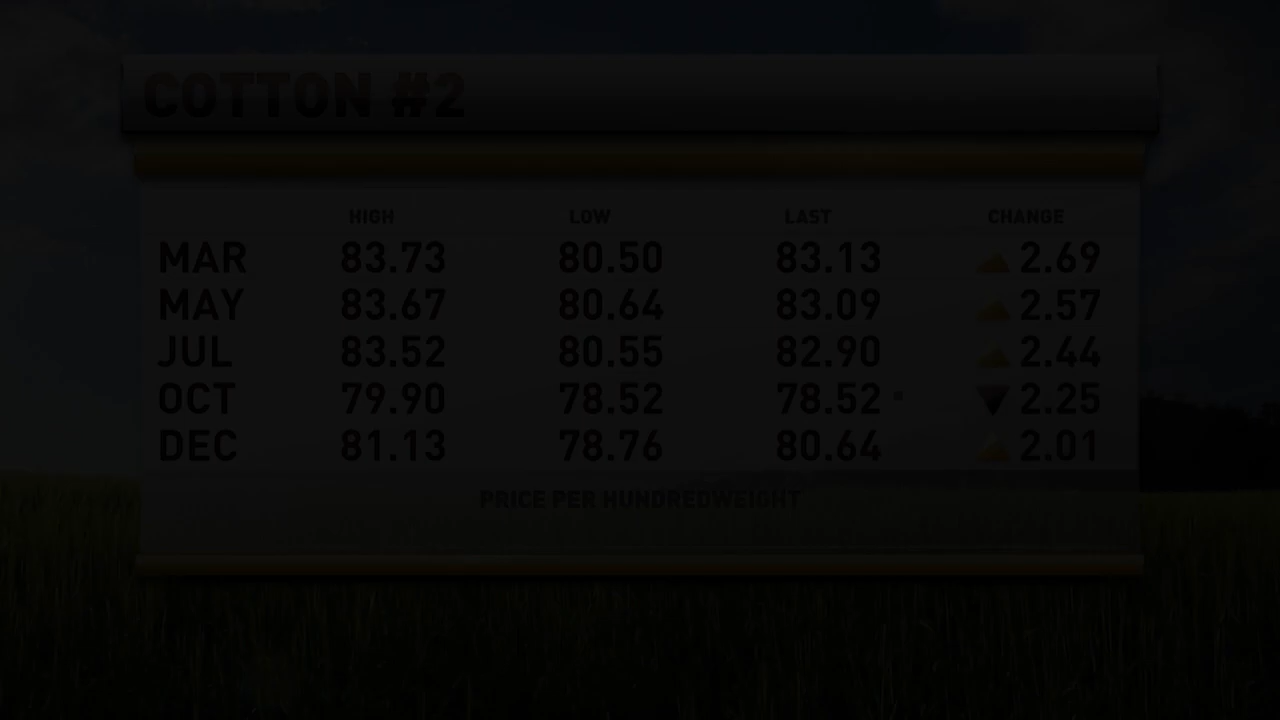 COTTON #2
HIGH LOW LAST CHANGE
MAR 83.73 80.50 83.13 2.69
MAY 83.67 80.64 83.09 2.57
JUL 83.52 80.55 82.90 2.44
OCT 79.90 78.52 78.52 2.25
DEC 81.13 78.76 80.64 2.01
PRICE PER HUNDREDWEIGHT